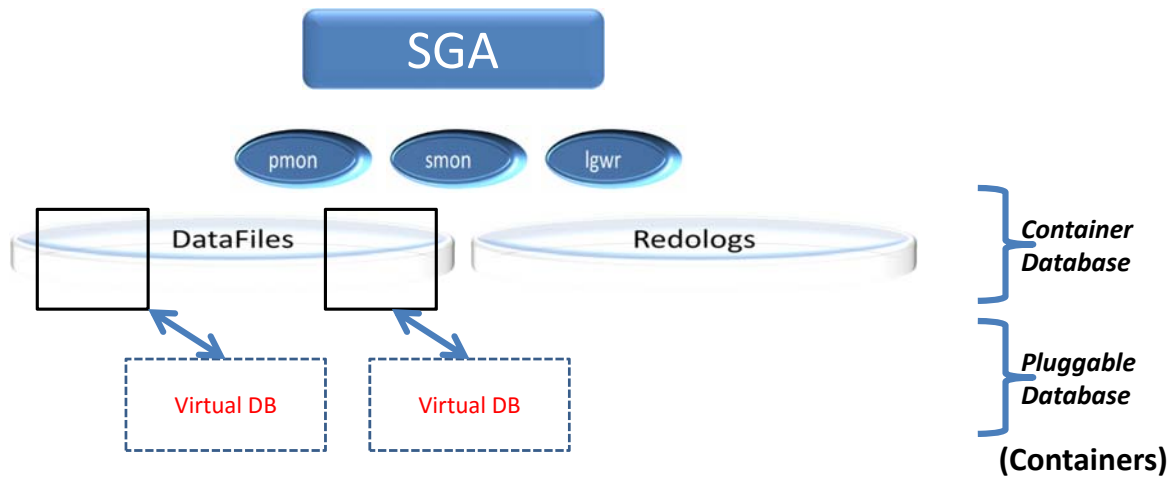 SGA
pmon
smon
lgwr
DataFiles
Redologs
Container
Database
Virtual DB
Virtual DB
Pluggable
Database
(Containers)